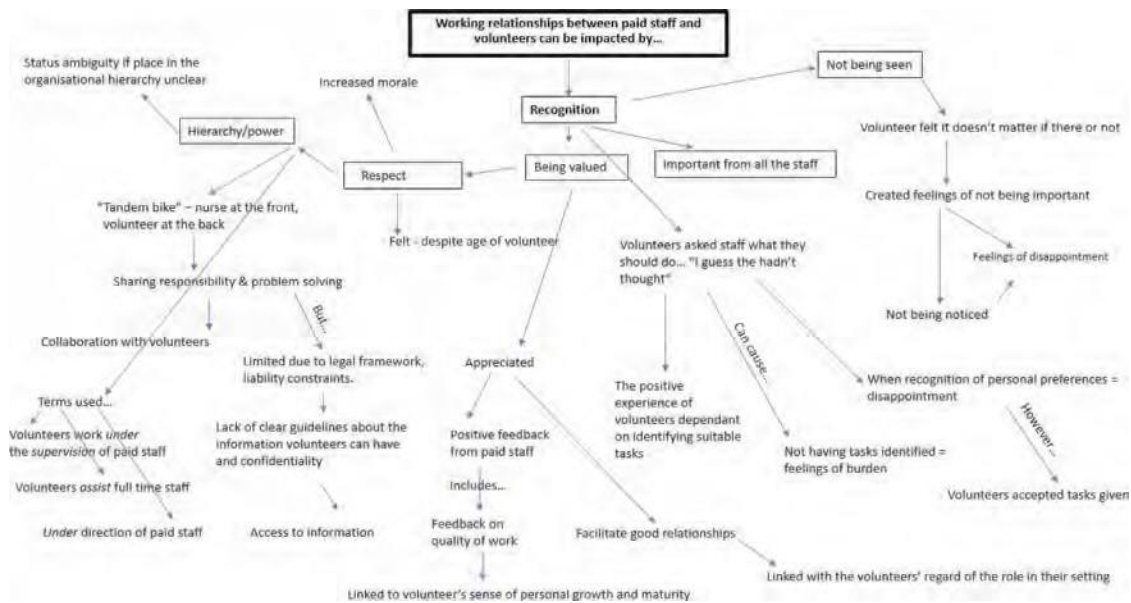 Working relationships between paid staff and
volunteers can be impacted by...
Status ambiguity if place in the
organisational hierarchy unclear
Increased morale
Not being seen
Recognition
Hierarchy/power
Volunteer felt it doesn't matter if there or not
Respect
Being valued
Important from all the staff
Created feelings of not being important
"Tandem bike" – nurse at the front,
volunteer at the back
Felt - despite age of volunteer
Volunteers asked staff what they
should do... "I guess the hadn't
thought"
Feelings of disappointment
Sharing responsibility & problem solving
But...
Not being noticed
Collaboration with volunteers
Limited due to legal framework,
liability constraints.
Appreciated
Can cause...
When recognition of personal preferences =
disappointment
Terms used...
The positive
experience of
volunteers dependant
on identifying suitable
tasks
However...
Volunteers work under
the supervision of paid staff
Lack of clear guidelines about the
information volunteers can have
and confidentiality
Positive feedback
from paid staff
Not having tasks identified =
feelings of burden
Volunteers assist full time staff
Includes...
Volunteers accepted tasks given
Under direction of paid staff
Access to information
Feedback on
quality of work
Facilitate good relationships
Linked with the volunteers' regard of the role in their setting
Linked to volunteer's sense of personal growth and maturity